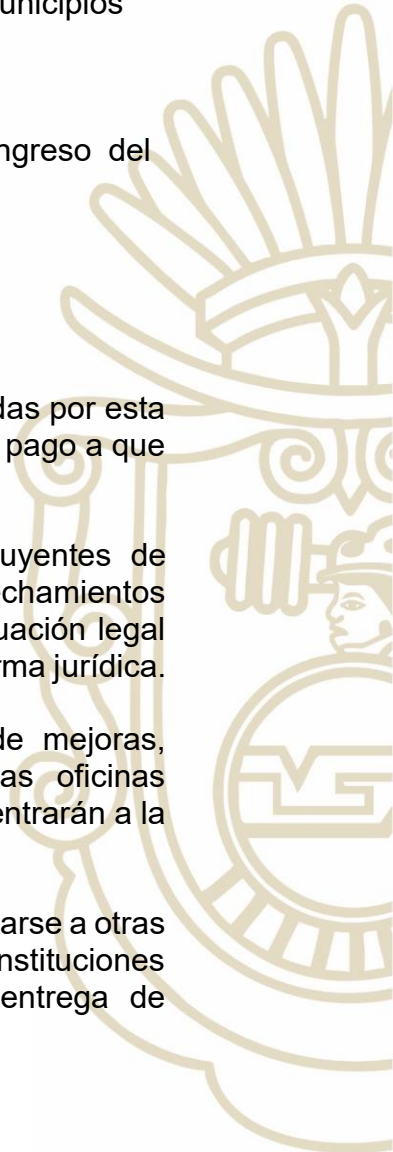 unicipios
ngreso del
das por esta
pago a que
uyentes de
echamientos
uación legal
rma jurídica.
de mejoras,
as oficinas
entrarán a la
arse a otras
nstituciones
entrega de